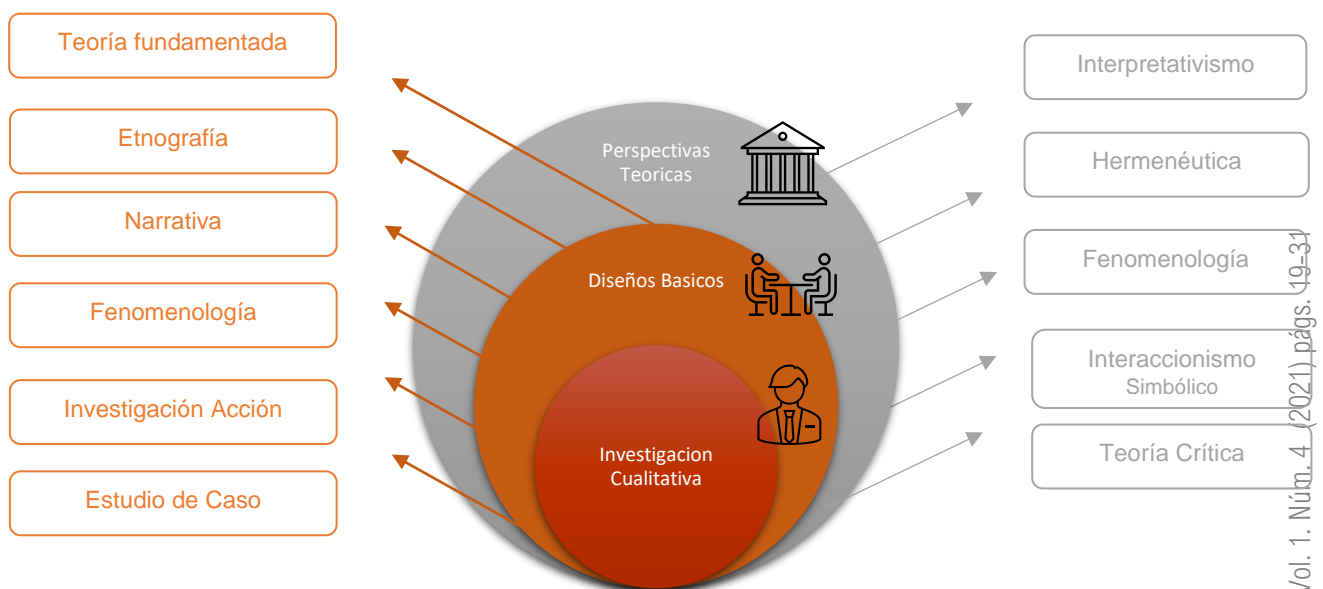 Teoría fundamentada
Etnografía
Narrativa
Fenomenología
Investigación Acción
Estudio de Caso
Perspectivas
Teoricas
Diseños Basicos
Investigacion
Cualitativa
Interpretativismo
Hermenéutica
Fenomenología
Interaccionismo
Simbólico
Teoría Crítica
Vol. 1. Núm. 4 (2021) págs. 19-31